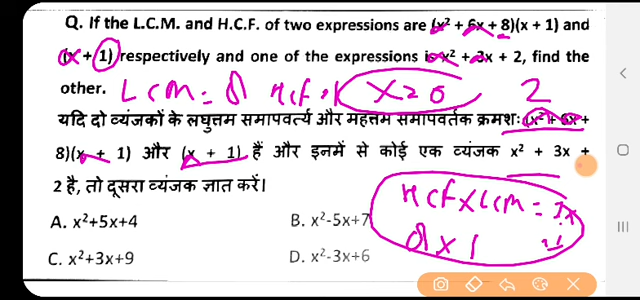 Q. If the L.C.M. and H.C.F. of two expressions are (x² + 6x + 8)(x + 1) and
(x + 1) respectively and one of the expressions is x² + 3x + 2, find the
other. Lcm = 8 Hcf = 1 x=0 2
यदि दो व्यंजकों के लघुत्तम समापवर्त्य और महत्तम समापवर्तक क्रमशः (x² + 6x +
8)(x + 1) और (x + 1) हैं और इनमें से कोई एक व्यंजक x² + 3x +
2 है, तो दूसरा व्यंजक ज्ञात करें।
Hcf x Lcm =
8 x 1
A. x²+5x+4 B. x²-5x+7
C. x²+3x+9 D. x²-3x+6